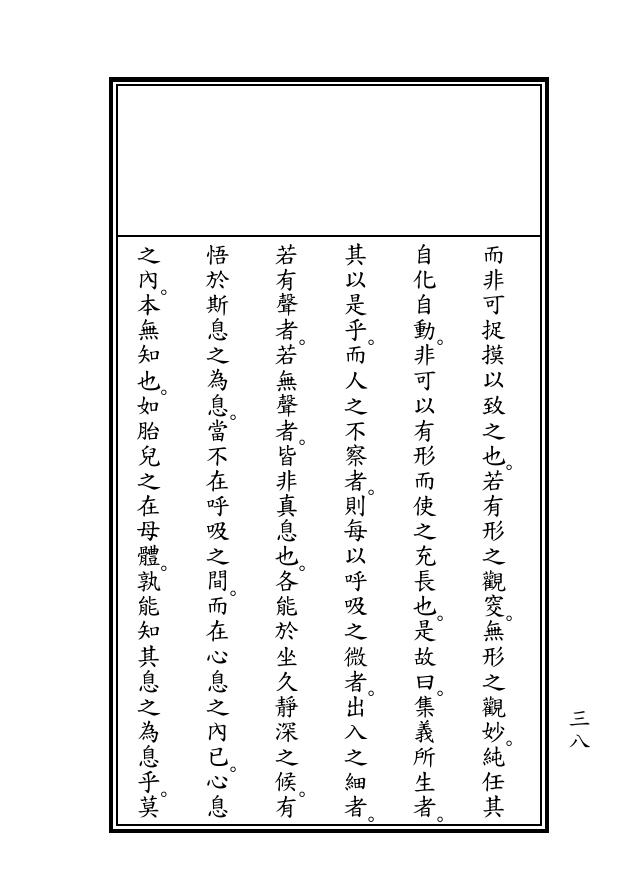 而非可捉摸以致之也。若有形之觀窔。無形之觀妙。純任其
自化自動。非可以有形而使之充長也。是故曰。集義所生者。
其以是乎。而人之不察者。則每以呼吸之微者。出入之細者。
若有聲者。若無聲者。皆非真息也。各能於坐久靜深之候。有
悟於斯息之為息。當不在呼吸之間。而在心息之內已。心息
之內。本無知也。如胎兒之在母體。孰能知其息之為息乎。莫
三八